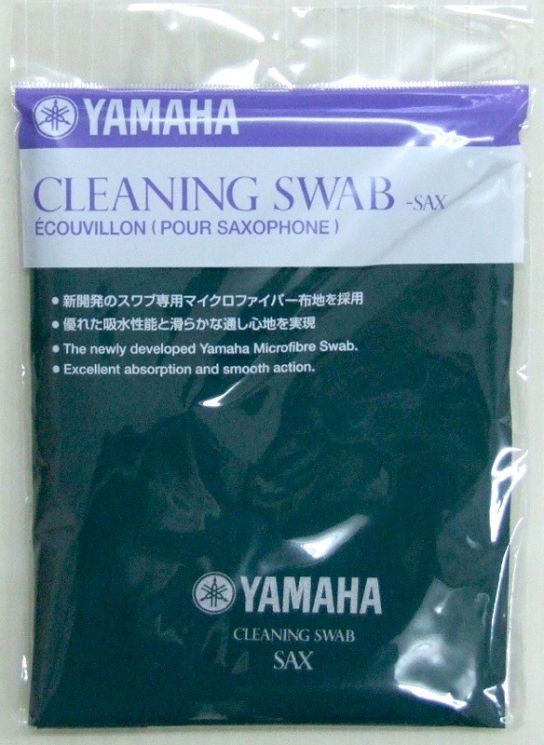 YAMAHA
CLEANING SWAB -SAX
ÉCOUVILLON (POUR SAXOPHONE)
● 新開発のスワブ専用マイクロファイバー布地を採用
● 優れた吸水性能と滑らかな通し心地を実現
● The newly developed Yamaha Microfibre Swab.
● Excellent absorption and smooth action.
YAMAHA
CLEANING SWAB
SAX